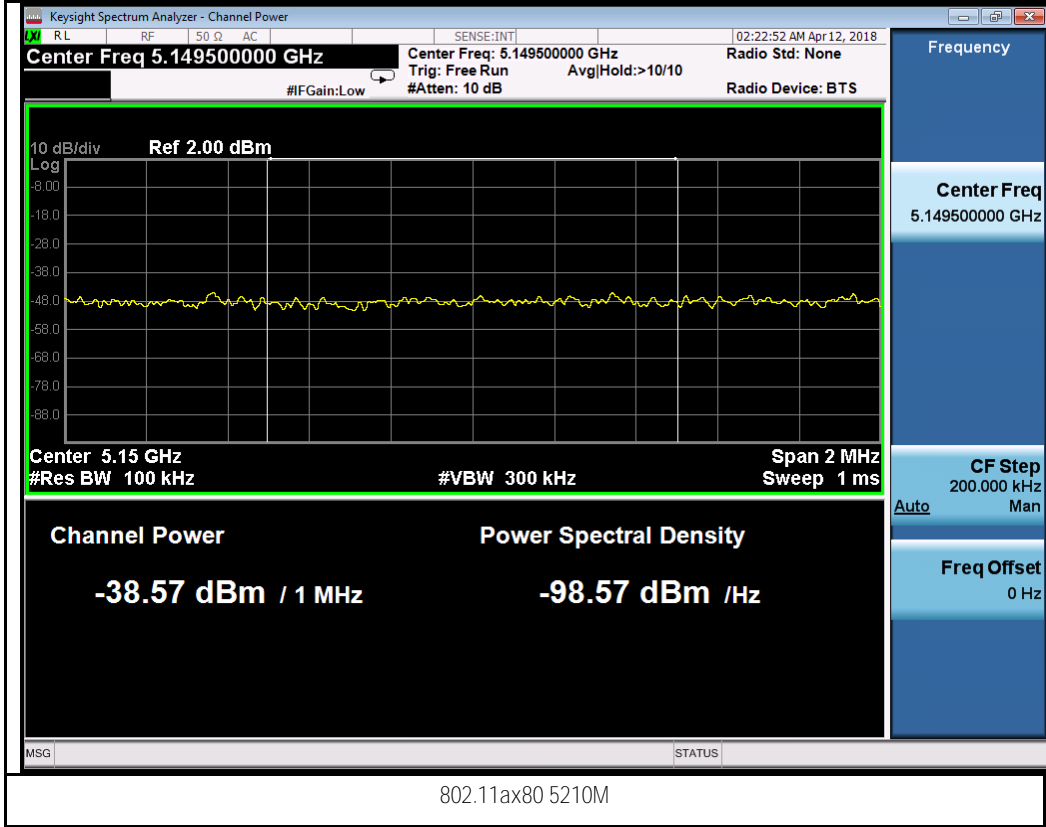 Keysight Spectrum Analyzer - Channel Power
LXI RL RF 50 Ω AC SENSE:INT 02:22:52 AM Apr 12, 2018
Center Freq 5.149500000 GHz
#IFGain:Low
Center Freq: 5.149500000 GHz
Trig: Free Run Avg|Hold:>10/10
#Atten: 10 dB
Radio Std: None
Radio Device: BTS
Frequency
10 dB/div Ref 2.00 dBm
Log
-8.00
-18.0
-28.0
-38.0
-48.0
-58.0
-68.0
-78.0
-88.0
Center 5.15 GHz Span 2 MHz
#Res BW 100 kHz #VBW 300 kHz Sweep 1 ms
Center Freq
5.149500000 GHz
CF Step
200.000 kHz
Auto Man
Freq Offset
0 Hz
Channel Power Power Spectral Density
-38.57 dBm / 1 MHz -98.57 dBm /Hz
MSG STATUS
802.11ax80 5210M